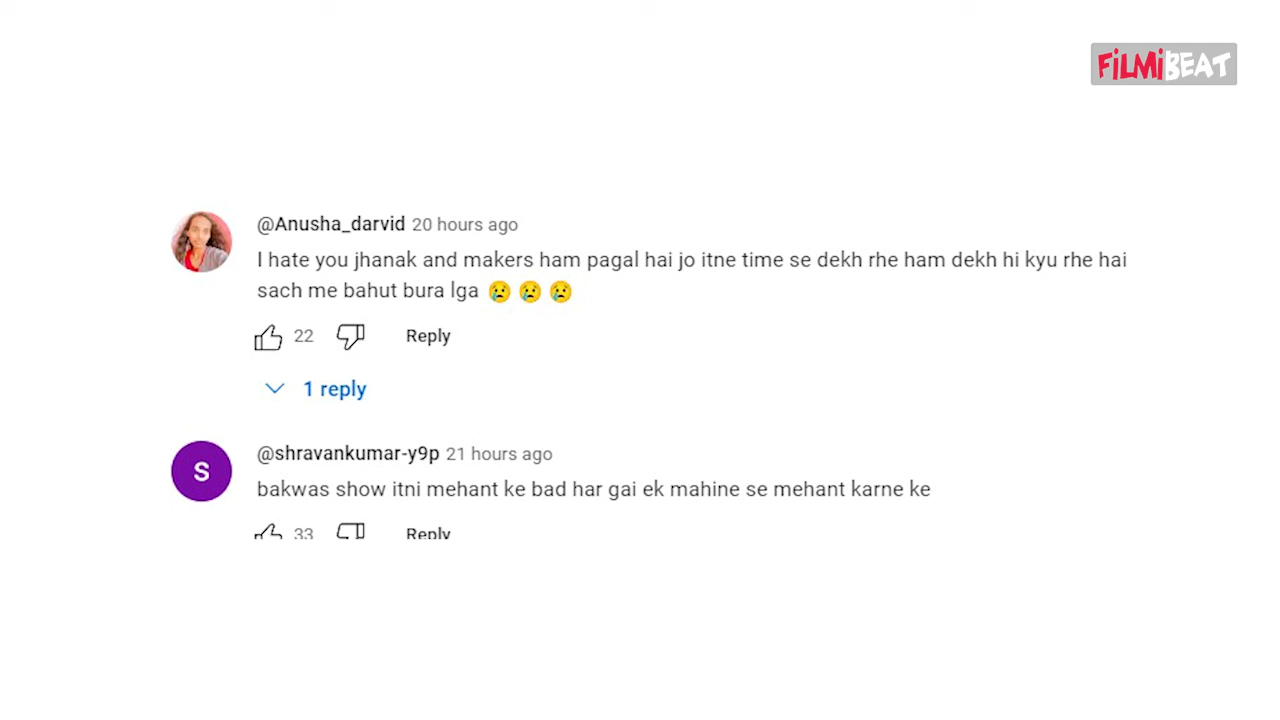 FILMIBEAT
@Anusha_darvid 20 hours ago
I hate you jhanak and makers ham pagal hai jo itne time se dekh rhe ham dekh hi kyu rhe hai
sach me bahut bura lga 😢 😢 😢
22 Reply
1 reply
S
@shravankumar-y9p 21 hours ago
bakwas show itni mehant ke bad har gai ek mahine se mehant karne ke
33 Reply